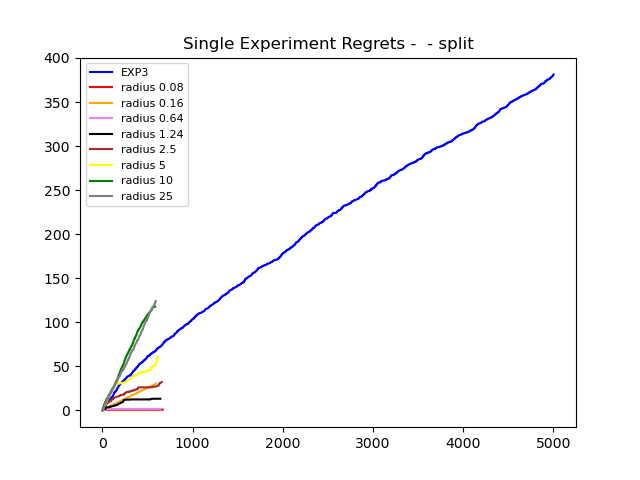 Single Experiment Regrets -  - split
400
350
300
250
200
150
100
50
0
EXP3
radius 0.08
radius 0.16
radius 0.64
radius 1.24
radius 2.5
radius 5
radius 10
radius 25
0 1000 2000 3000 4000 5000